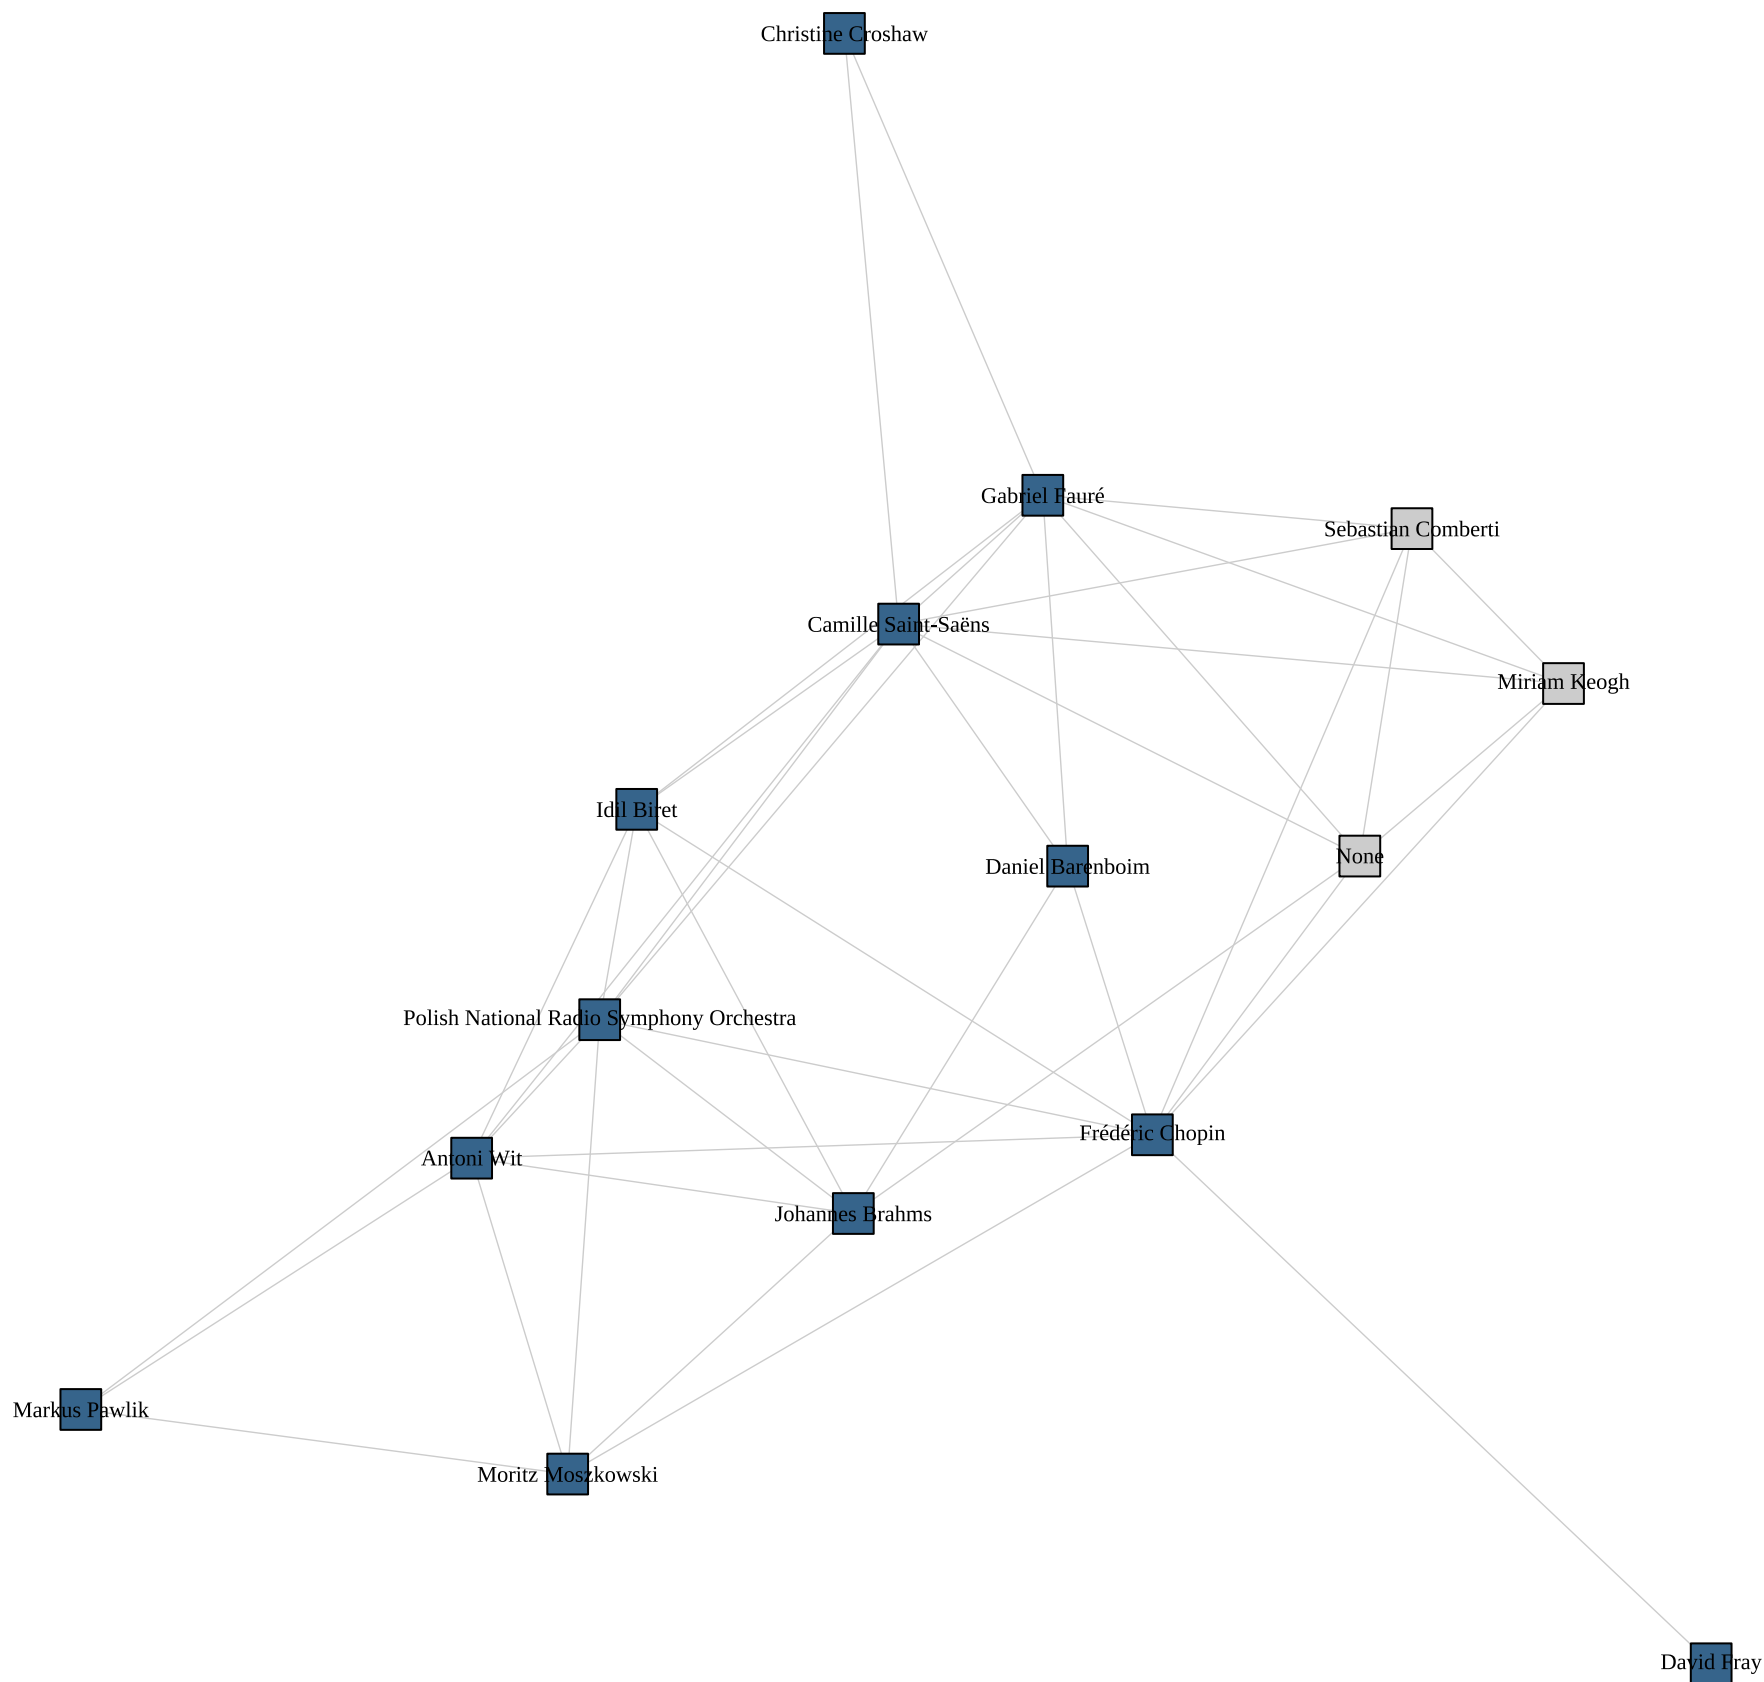 Christine Croshaw
Gabriel Fauré
Sebastian Comberti
Camille Saint-Saëns
Miriam Keogh
Idil Biret
None
Daniel Barenboim
Polish National Radio Symphony Orchestra
Frédéric Chopin
Antoni Wit
Johannes Brahms
Markus Pawlik
Moritz Moszkowski
David Fray